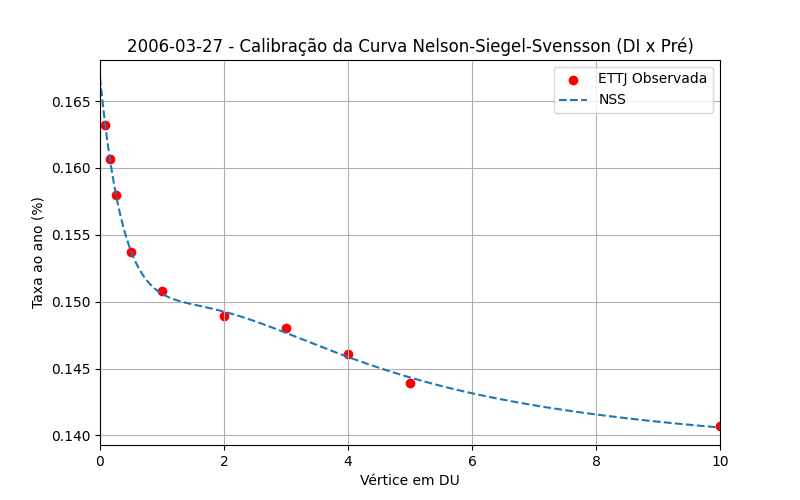 2006-03-27 - Calibração da Curva Nelson-Siegel-Svensson (DI x Pré)
ETTJ Observada
NSS
Taxa ao ano (%)
0.165
0.160
0.155
0.150
0.145
0.140
0 2 4 6 8 10
Vértice em DU